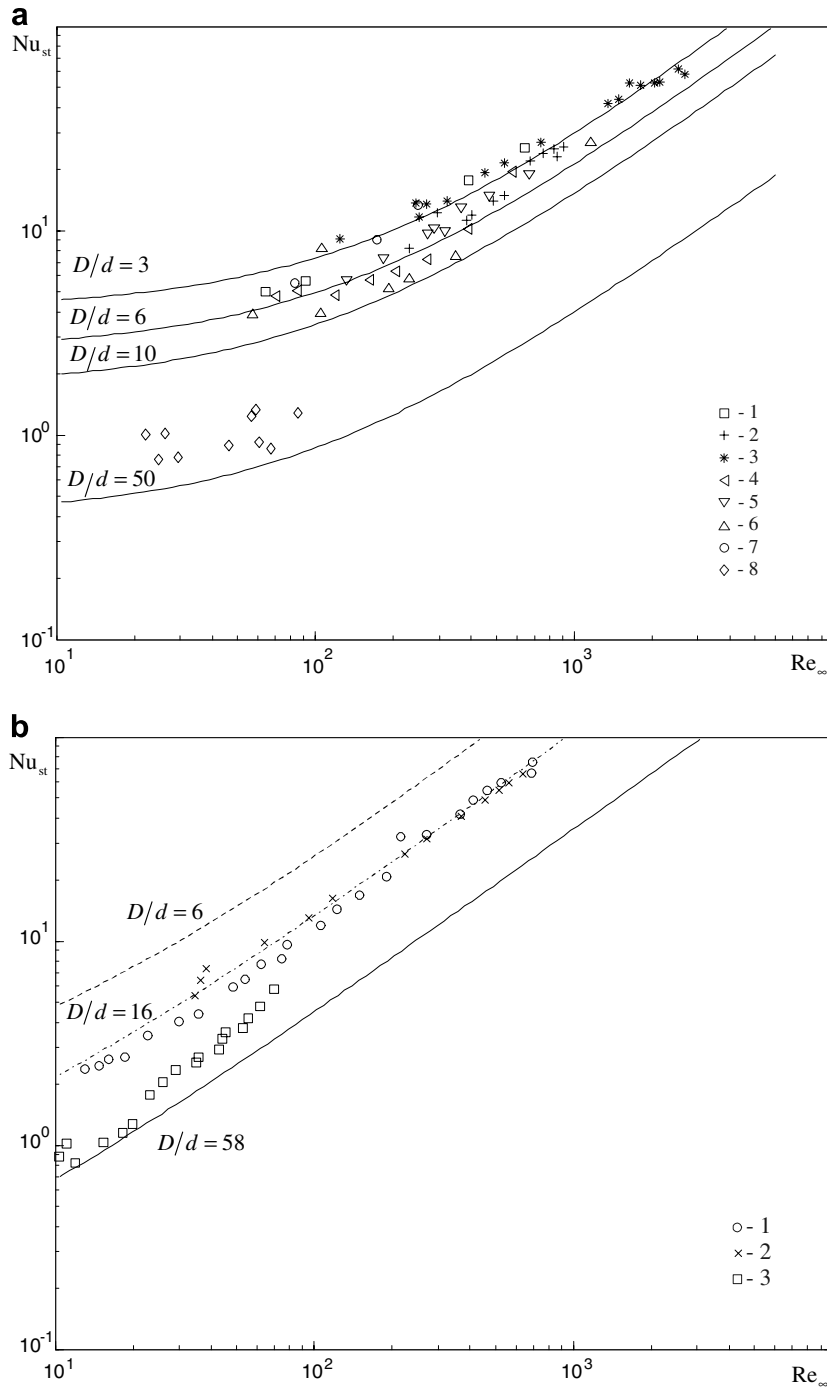 a
Nu_st
10^1
D/d = 3
D/d = 6
D/d = 10
10^0
D/d = 50
- 1
- 2
- 3
- 4
- 5
- 6
- 7
- 8
10^-1
10^1
10^2
10^3
Re_∞
b
Nu_st
D/d = 6
10^1
D/d = 16
10^0
D/d = 58
- 1
- 2
- 3
10^-1
10^1
10^2
10^3
Re_∞